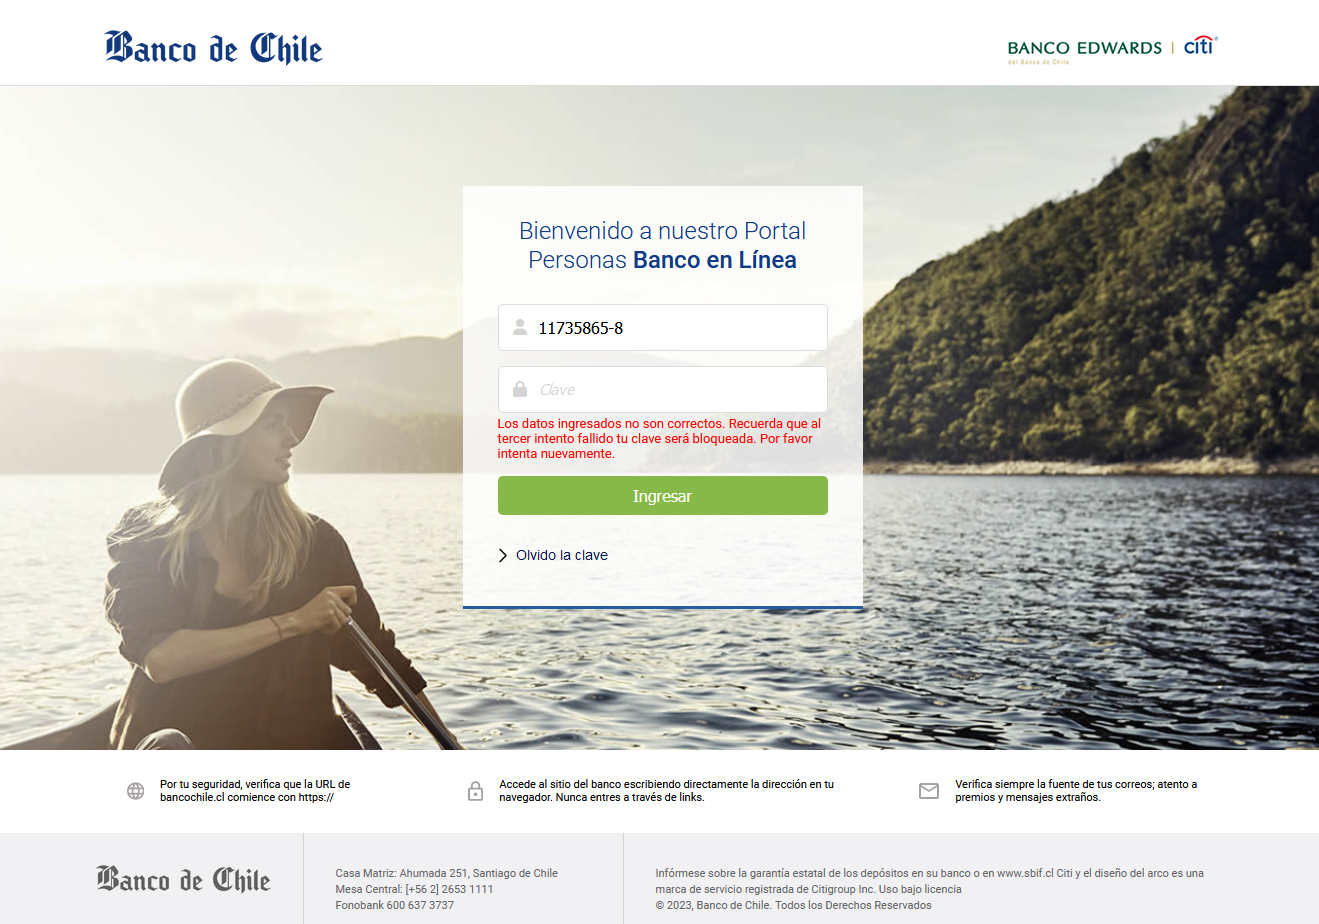 Banco de Chile
BANCO EDWARDS | citi
del Banco de Chile
Bienvenido a nuestro Portal
Personas Banco en Línea
11735865-8
Clave
Los datos ingresados no son correctos. Recuerda que al
tercer intento fallido tu clave será bloqueada. Por favor
intenta nuevamente.
Ingresar
Olvido la clave
Por tu seguridad, verifica que la URL de
bancochile.cl comience con https://
Accede al sitio del banco escribiendo directamente la dirección en tu
navegador. Nunca entres a través de links.
Verifica siempre la fuente de tus correos; atento a
premios y mensajes extraños.
Banco de Chile
Casa Matriz: Ahumada 251, Santiago de Chile
Mesa Central: [+56 2] 2653 1111
Fonobank 600 637 3737
Infórmese sobre la garantía estatal de los depósitos en su banco o en www.sbif.cl Citi y el diseño del arco es una
marca de servicio registrada de Citigroup Inc. Uso bajo licencia
© 2023, Banco de Chile. Todos los Derechos Reservados